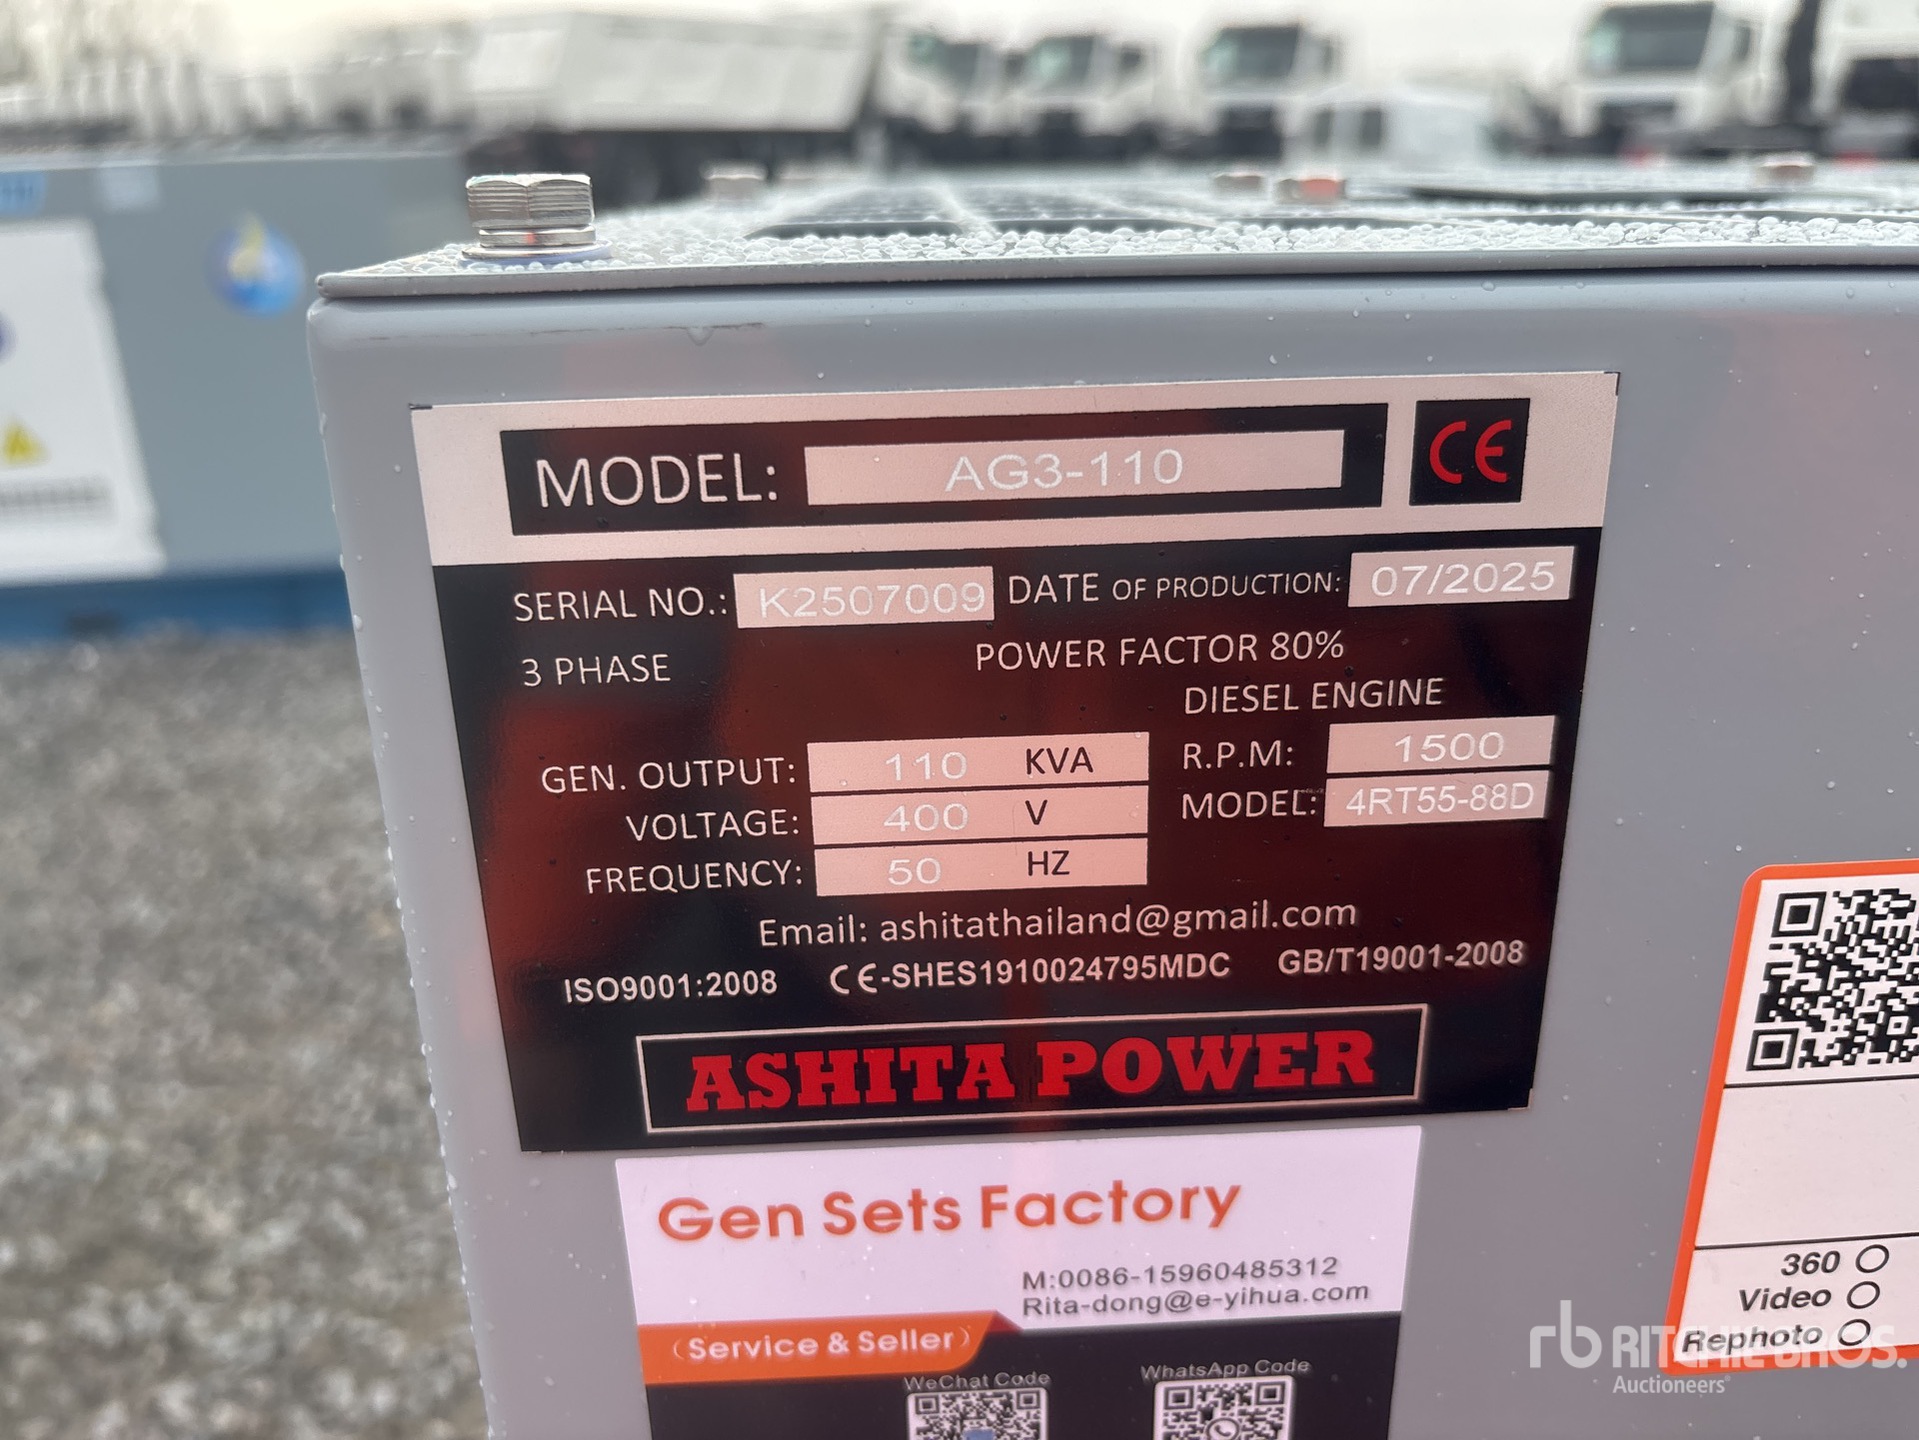 MODEL: AG3-110 CE
SERIAL NO.: K2507009 DATE OF PRODUCTION: 07/2025
3 PHASE POWER FACTOR 80%
DIESEL ENGINE
GEN. OUTPUT: 110 KVA R.P.M: 1500
VOLTAGE: 400 V MODEL: 4RT55-88D
FREQUENCY: 50 HZ
Email: ashitathailand@gmail.com
ISO9001:2008 CE-SHES1910024795MDC GB/T19001-2008
ASHITA POWER
Gen Sets Factory
M:0086-15960485312
Rita-dong@e-yihua.com
(Service & Seller)
WeChat Code WhatsApp Code
360
Video
Rephoto
rb RITCHIE BROS.
Auctioneers